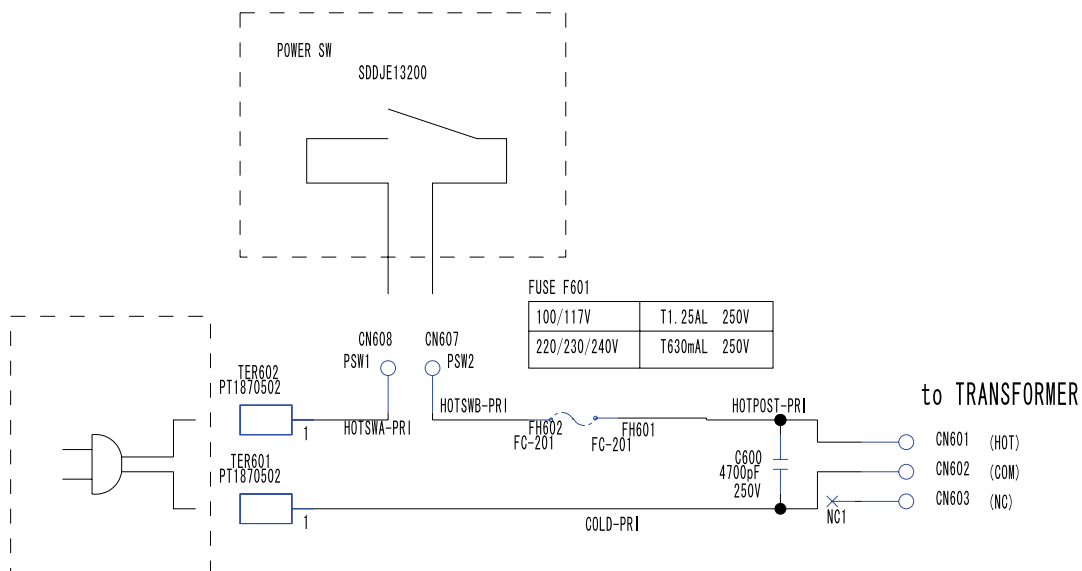 POWER SW
SDDJE13200
FUSE F601
100/117V T1.25AL 250V
220/230/240V T630mAL 250V
CN608
PSW1
CN607
PSW2
TER602
PT1870502
1
HOTSWA-PRI
HOTSWB-PRI
FH602
FC-201
FH601
FC-201
HOTPOST-PRI
to TRANSFORMER
CN601 (HOT)
C600
4700pF
250V
CN602 (COM)
CN603 (NC)
NC1
TER601
PT1870502
1
COLD-PRI